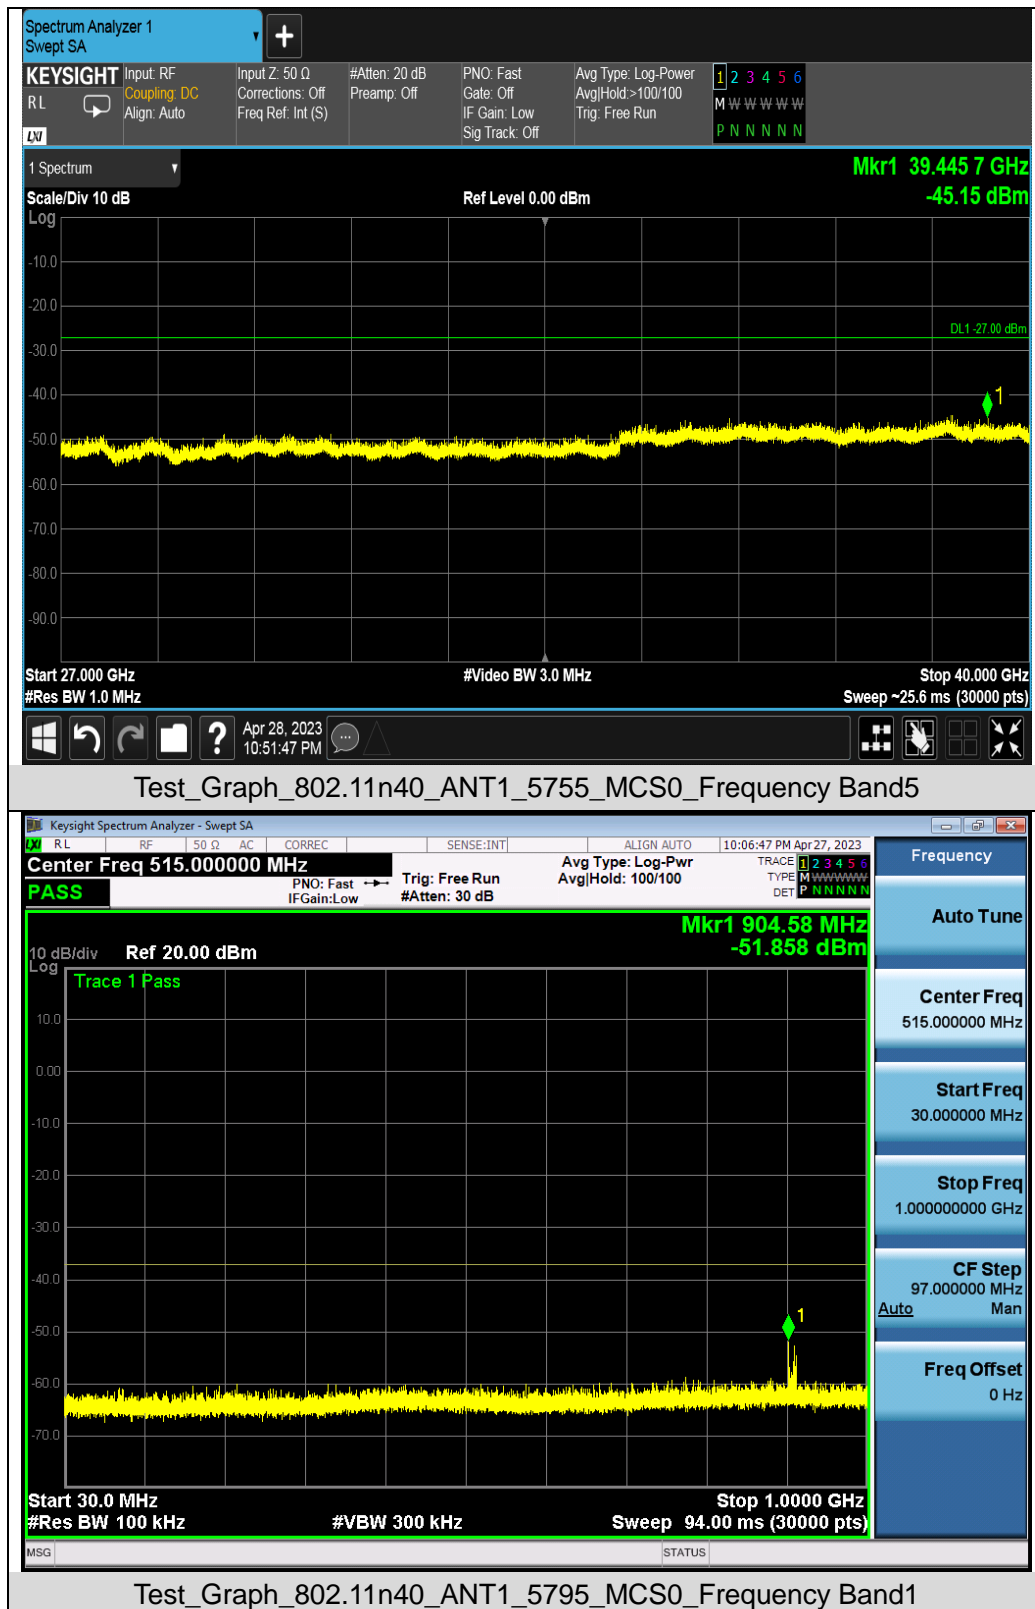 Spectrum Analyzer 1
Swept SA
KEYSIGHT
R L
LXI
Input: RF
Coupling: DC
Align: Auto
Input Z: 50 Ω
Corrections: Off
Freq Ref: Int (S)
#Atten: 20 dB
Preamp: Off
PNO: Fast
Gate: Off
IF Gain: Low
Sig Track: Off
Avg Type: Log-Power
Avg|Hold:>100/100
Trig: Free Run
1 2 3 4 5 6
M W W W W W
P N N N N N
1 Spectrum
Mkr1 39.445 7 GHz
-45.15 dBm
Scale/Div 10 dB
Ref Level 0.00 dBm
Log
-10.0
-20.0
DL1 -27.00 dBm
-30.0
-40.0
1
-50.0
-60.0
-70.0
-80.0
-90.0
Start 27.000 GHz
#Video BW 3.0 MHz
Stop 40.000 GHz
#Res BW 1.0 MHz
Sweep ~25.6 ms (30000 pts)
?
Apr 28, 2023
10:51:47 PM
Test_Graph_802.11n40_ANT1_5755_MCS0_Frequency Band5
Keysight Spectrum Analyzer - Swept SA
LXI RL RF 50 Ω AC CORREC SENSE:INT ALIGN AUTO 10:06:47 PM Apr 27, 2023
Center Freq 515.000000 MHz
PASS
PNO: Fast
IFGain:Low
Trig: Free Run
#Atten: 30 dB
Avg Type: Log-Pwr
Avg|Hold: 100/100
TRACE 1 2 3 4 5 6
TYPE M W W W W W
DET P N N N N N
Frequency
Mkr1 904.58 MHz
-51.858 dBm
10 dB/div
Ref 20.00 dBm
Log
Trace 1 Pass
10.0
0.00
-10.0
-20.0
-30.0
-40.0
-50.0
1
-60.0
-70.0
Start 30.0 MHz
Stop 1.0000 GHz
#Res BW 100 kHz
#VBW 300 kHz
Sweep 94.00 ms (30000 pts)
Auto Tune
Center Freq
515.000000 MHz
Start Freq
30.000000 MHz
Stop Freq
1.000000000 GHz
CF Step
97.000000 MHz
Auto Man
Freq Offset
0 Hz
MSG
STATUS
Test_Graph_802.11n40_ANT1_5795_MCS0_Frequency Band1